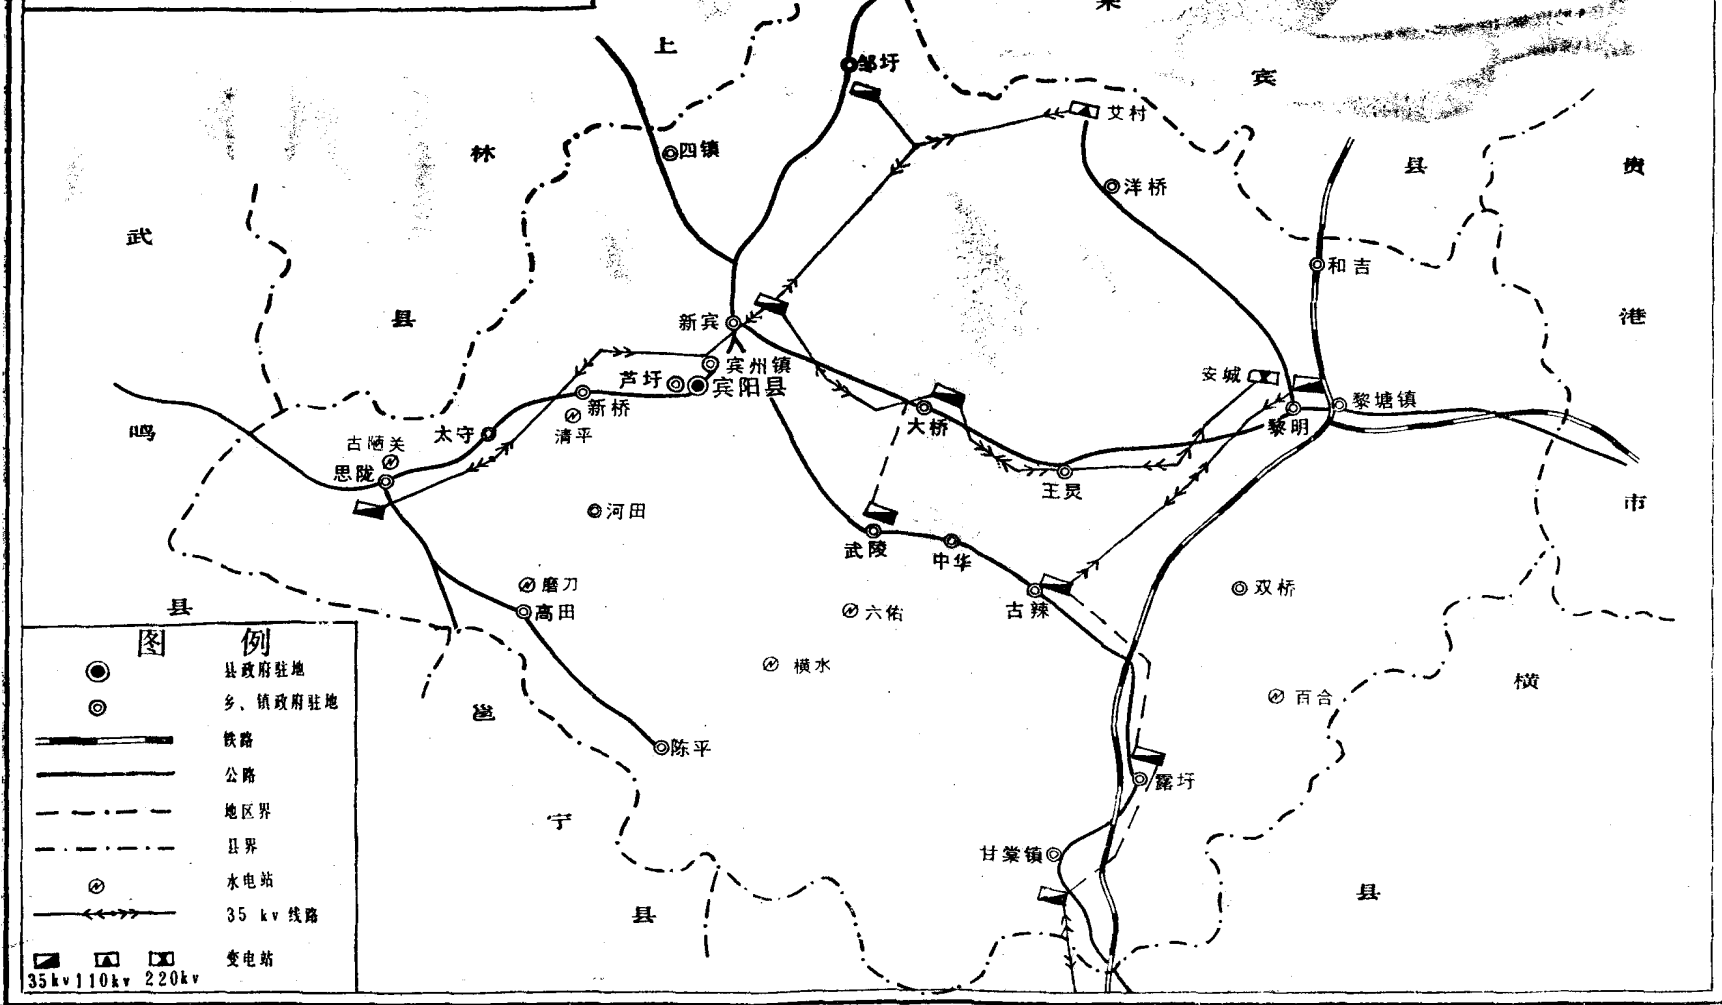 上
邹圩
宾
艾村
四镇
林
县
贵
洋桥
武
和吉
县
新宾
港
宾州镇
芦圩
宾阳县
安城
新桥
黎塘镇
大桥
黎明
鸣
太守
清平
古陋关
思陇
王灵
市
河田
武陵
中华
磨刀
高田
古辣
双桥
六佑
县
横水
横
百合
邕
陈平
露圩
宁
甘棠镇
县
县
图 例
县政府驻地
乡、镇政府驻地
铁路
公路
地区界
县界
水电站
35 kv 线路
变电站
35kv 110kv 220kv